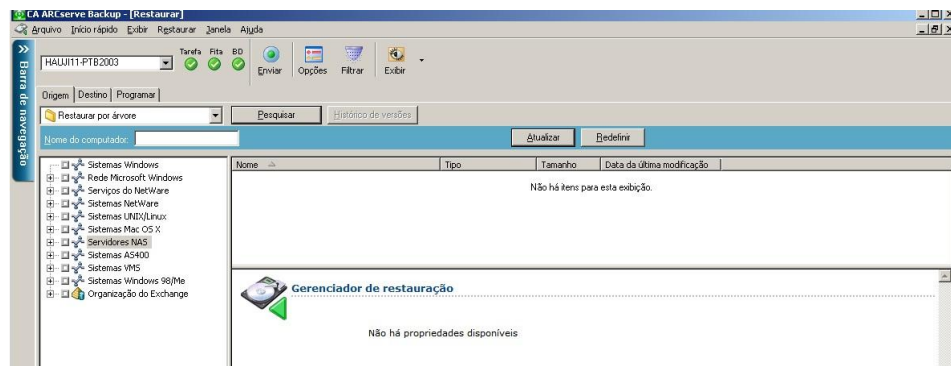 CA ARCserve Backup - [Restaurar]
Arquivo Início rápido Exibir Restaurar Janela Ajuda
Barra de navegação
Tarefa Fita BD
HAUJI11-PTB2003
Enviar Opções Filtrar Exibir
Origem Destino Programar
Restaurar por árvore Pesquisar Histórico de versões
Nome do computador: Atualizar Redefinir
Sistemas Windows
Rede Microsoft Windows
Serviços do NetWare
Sistemas NetWare
Sistemas UNIX/Linux
Sistemas Mac OS X
Servidores NAS
Sistemas AS400
Sistemas VMS
Sistemas Windows 98/Me
Organização do Exchange
Nome Tipo Tamanho Data da última modificação
Não há itens para esta exibição.
Gerenciador de restauração
Não há propriedades disponíveis